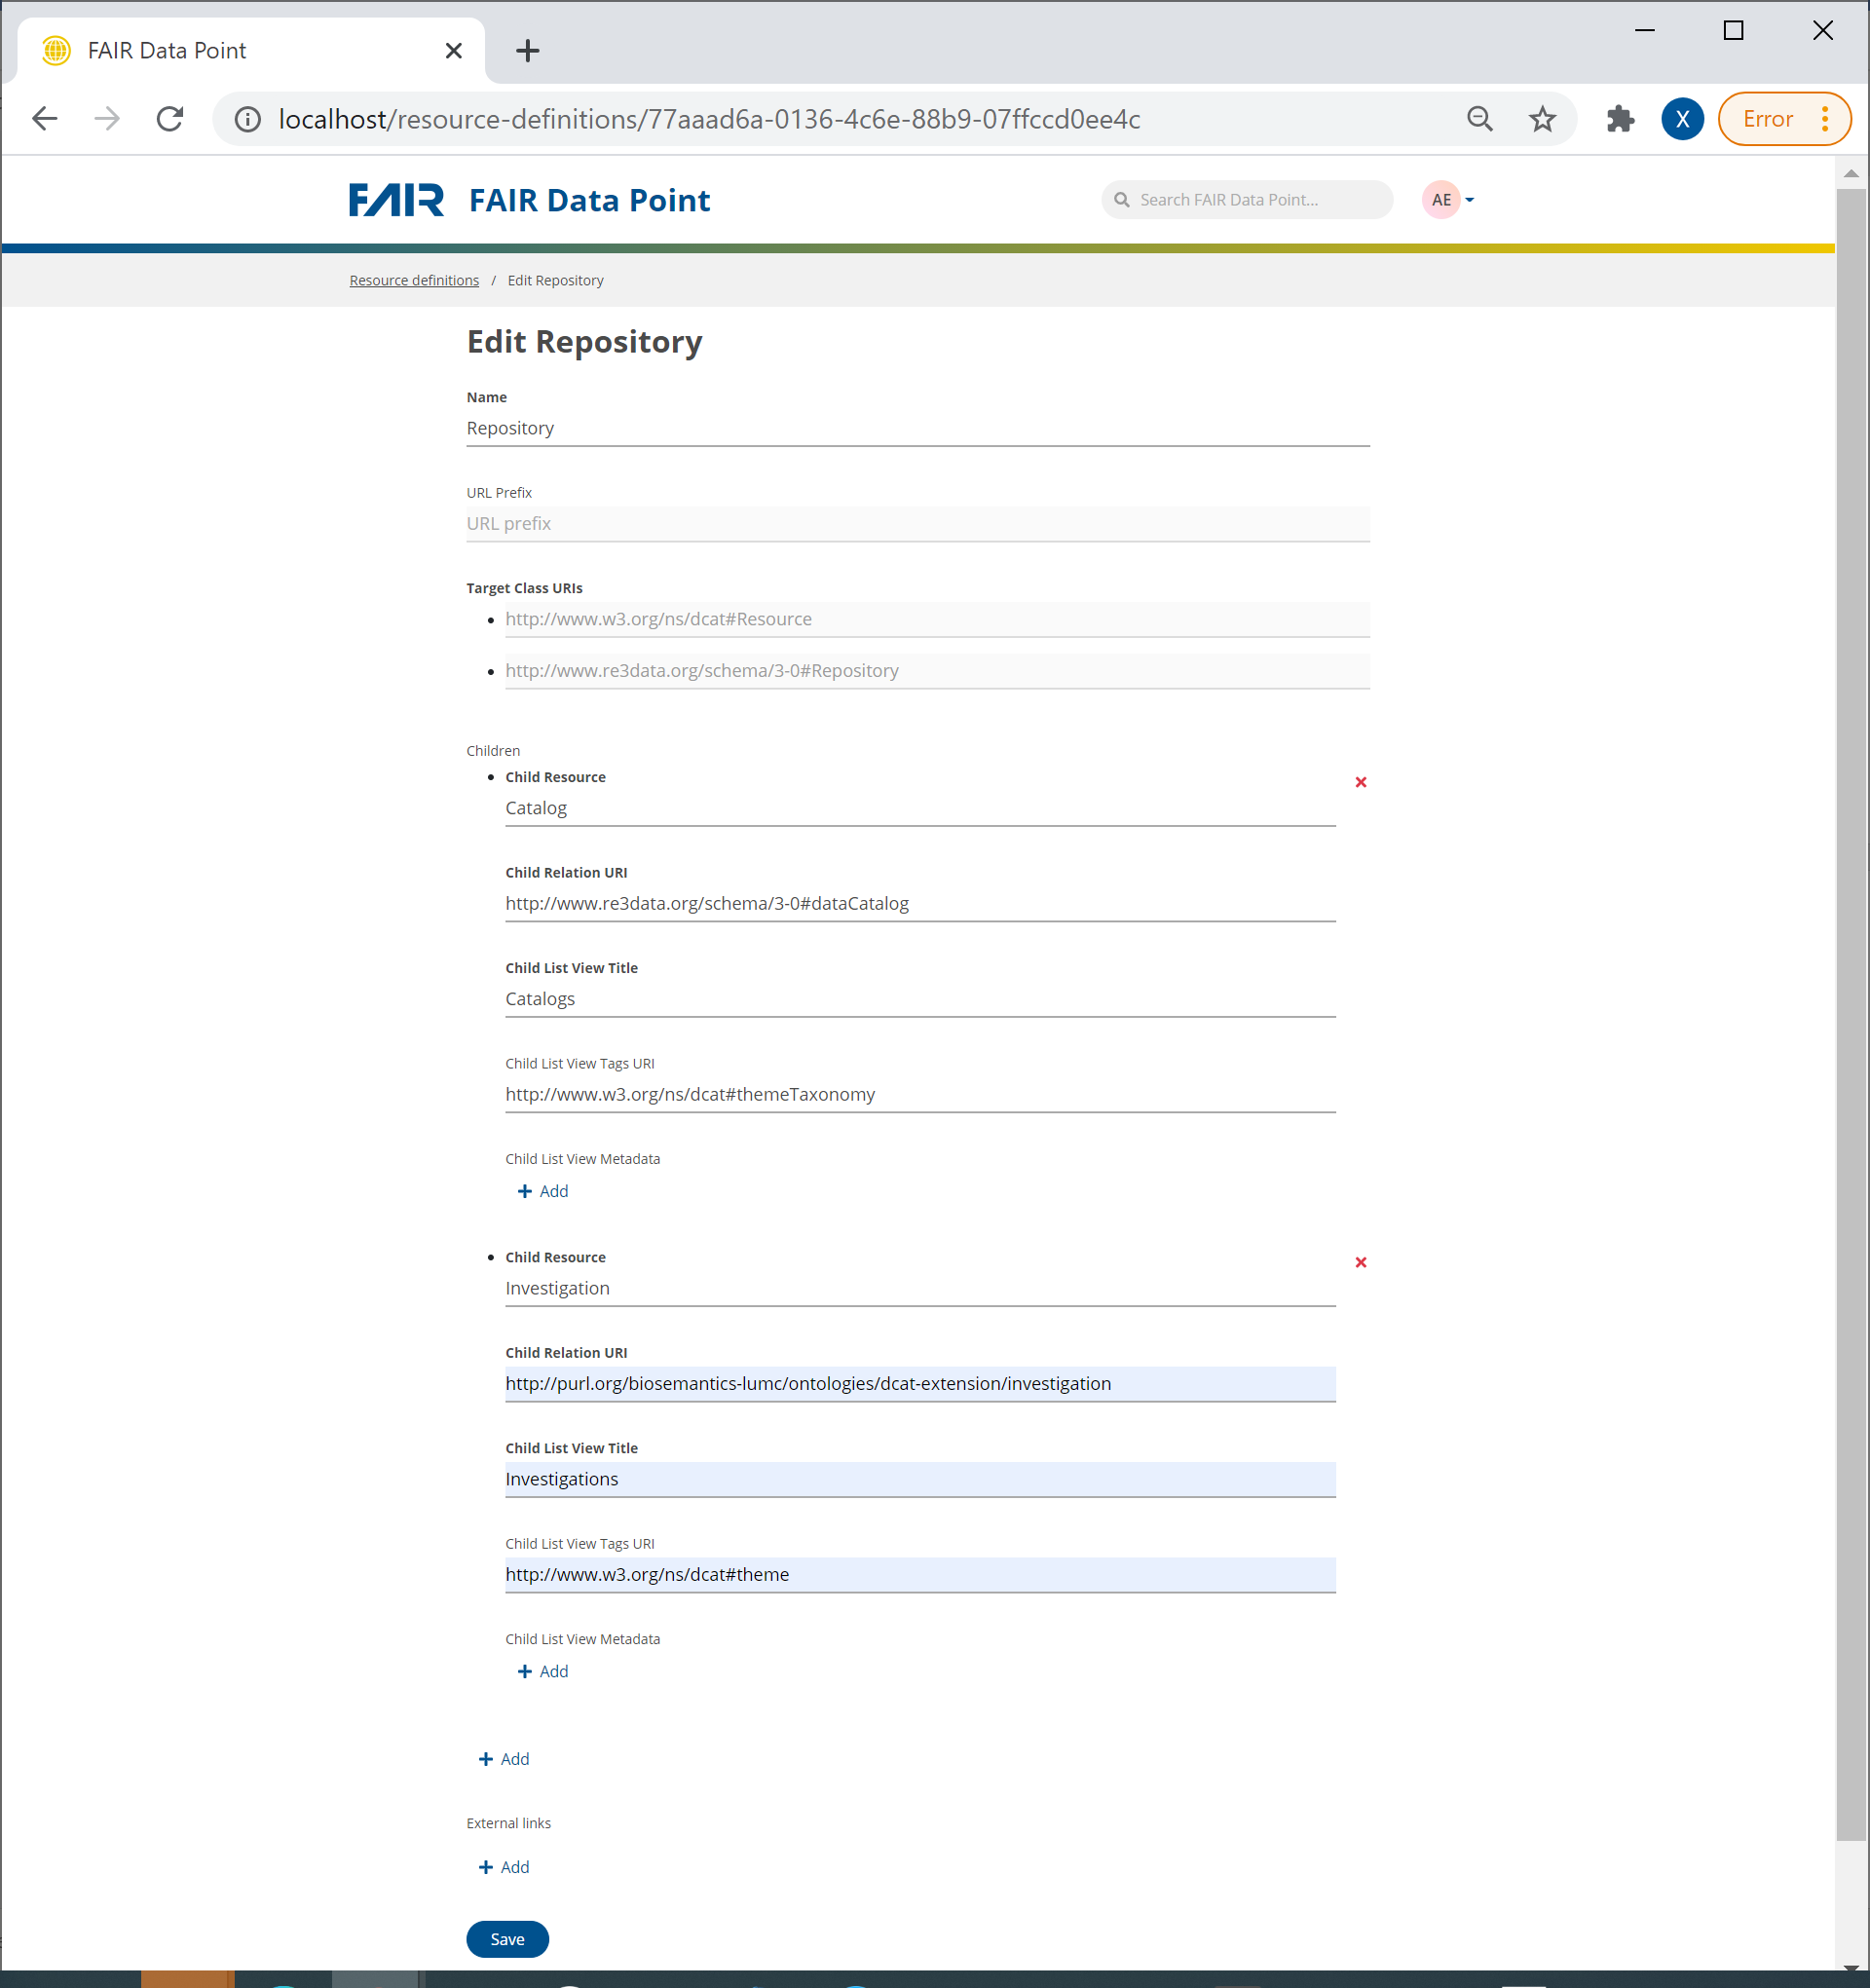 FAIR Data Point
localhost/resource-definitions/77aaad6a-0136-4c6e-88b9-07ffccd0ee4c
X
Error
FAIR FAIR Data Point
Search FAIR Data Point...
AE
Resource definitions / Edit Repository
Edit Repository
Name
Repository
URL Prefix
URL prefix
Target Class URIs
http://www.w3.org/ns/dcat#Resource
http://www.re3data.org/schema/3-0#Repository
Children
Child Resource
Catalog
Child Relation URI
http://www.re3data.org/schema/3-0#dataCatalog
Child List View Title
Catalogs
Child List View Tags URI
http://www.w3.org/ns/dcat#themeTaxonomy
Child List View Metadata
+ Add
Child Resource
Investigation
Child Relation URI
http://purl.org/biosemantics-lumc/ontologies/dcat-extension/investigation
Child List View Title
Investigations
Child List View Tags URI
http://www.w3.org/ns/dcat#theme
Child List View Metadata
+ Add
+ Add
External links
+ Add
Save